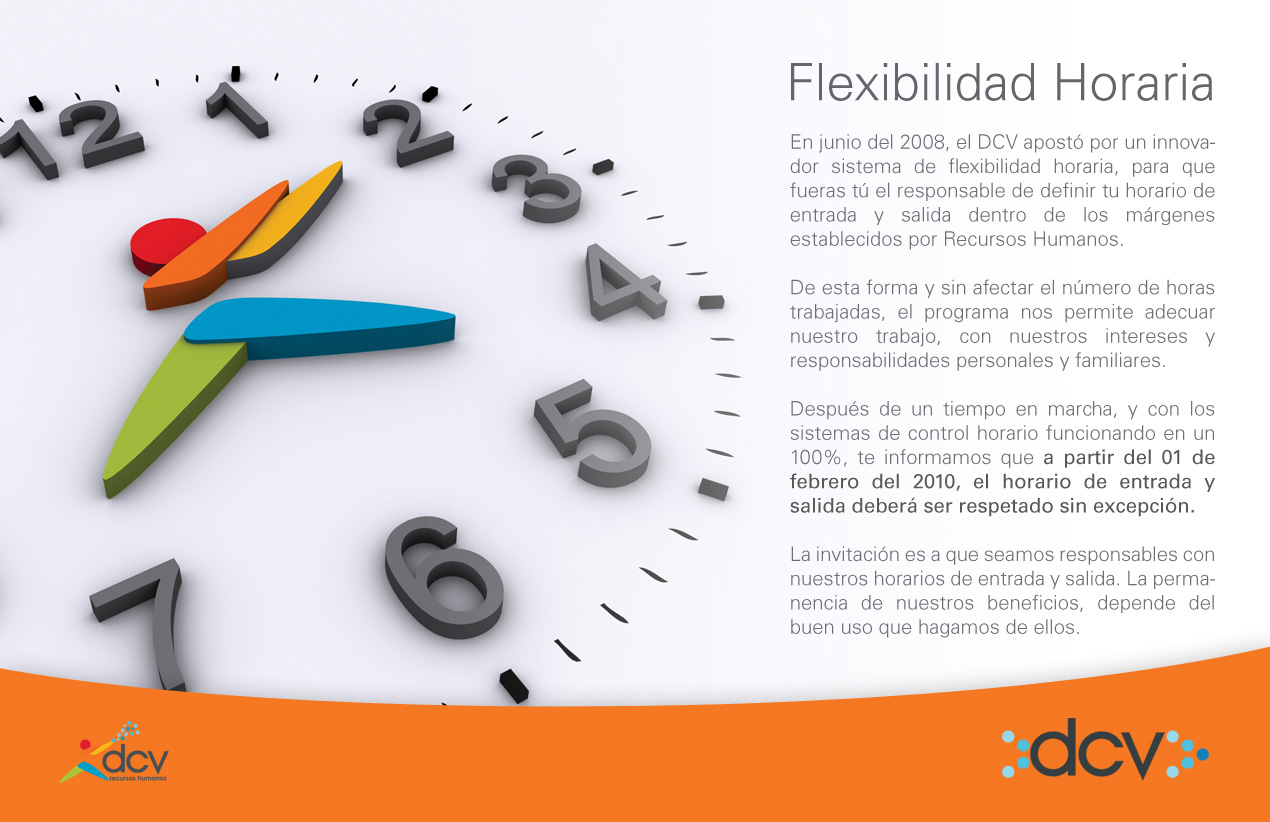 12
1
2
3
4
5
6
7
Flexibilidad Horaria
En junio del 2008, el DCV apostó por un innova-
dor sistema de flexibilidad horaria, para que
fueras tú el responsable de definir tu horario de
entrada y salida dentro de los márgenes
establecidos por Recursos Humanos.
De esta forma y sin afectar el número de horas
trabajadas, el programa nos permite adecuar
nuestro trabajo, con nuestros intereses y
responsabilidades personales y familiares.
Después de un tiempo en marcha, y con los
sistemas de control horario funcionando en un
100%, te informamos que a partir del 01 de
febrero del 2010, el horario de entrada y
salida deberá ser respetado sin excepción.
La invitación es a que seamos responsables con
nuestros horarios de entrada y salida. La perma-
nencia de nuestros beneficios, depende del
buen uso que hagamos de ellos.
dcv
recursos humanos
dcv